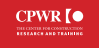 CPWR
THE CENTER FOR CONSTRUCTION
RESEARCH AND TRAINING